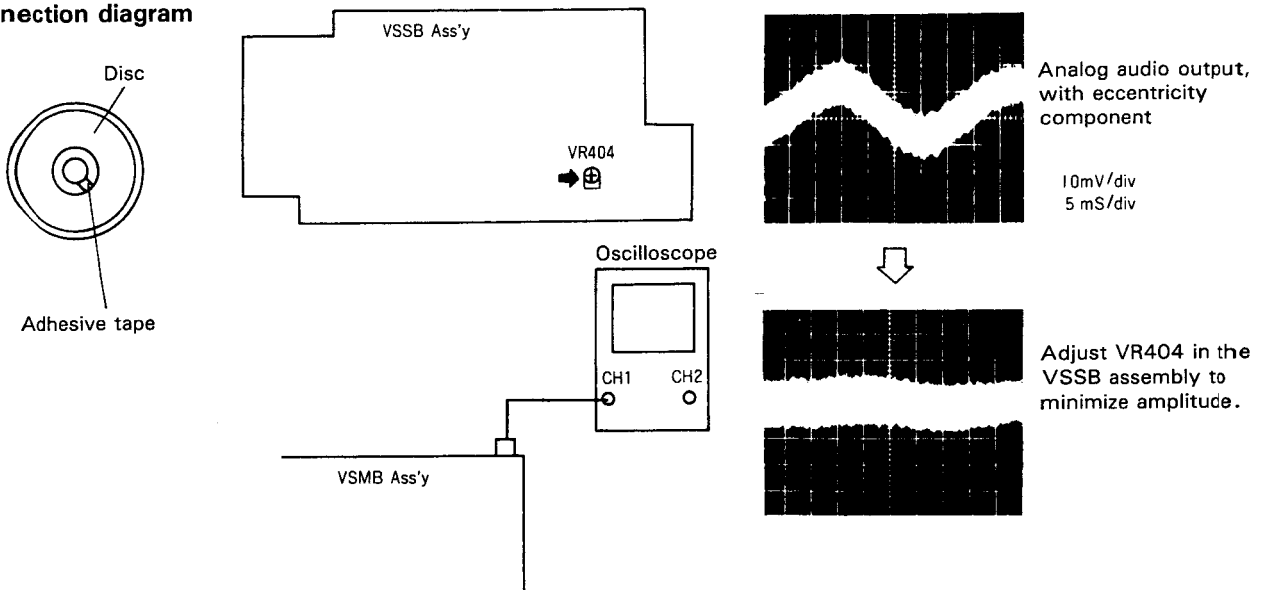 nection diagram
Disc
Adhesive tape
VSSB Ass'y
VR404
Oscilloscope
CH1 CH2
VSMB Ass'y
Analog audio output,
with eccentricity
component
10mV/div
5 mS/div
Adjust VR404 in the
VSSB assembly to
minimize amplitude.